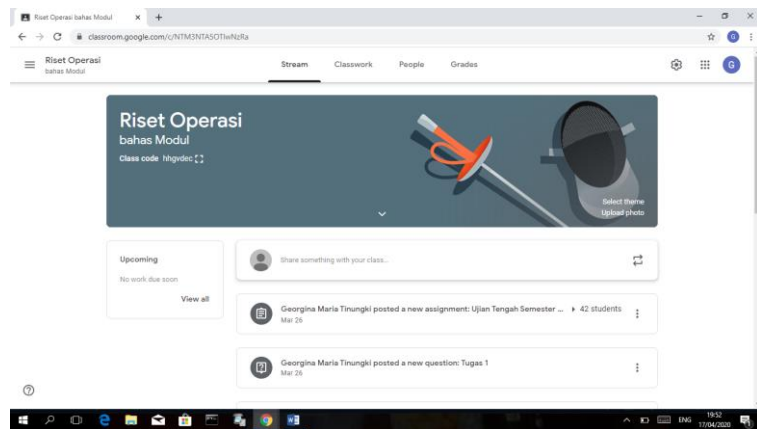 Riset Operasi bahas Modul
classroom.google.com/c/NTM3NTA5OTIwNzRa
G
Riset Operasi
bahas Modul
Stream Classwork People Grades
G
Riset Operasi
bahas Modul
Class code hhgvdec
Select theme
Upload photo
Upcoming
No work due soon
View all
Share something with your class...
Georgina Maria Tinungki posted a new assignment: Ujian Tengah Semester ... 42 students
Mar 26
Georgina Maria Tinungki posted a new question: Tugas 1
Mar 26
ENG
19:52
17/04/2020